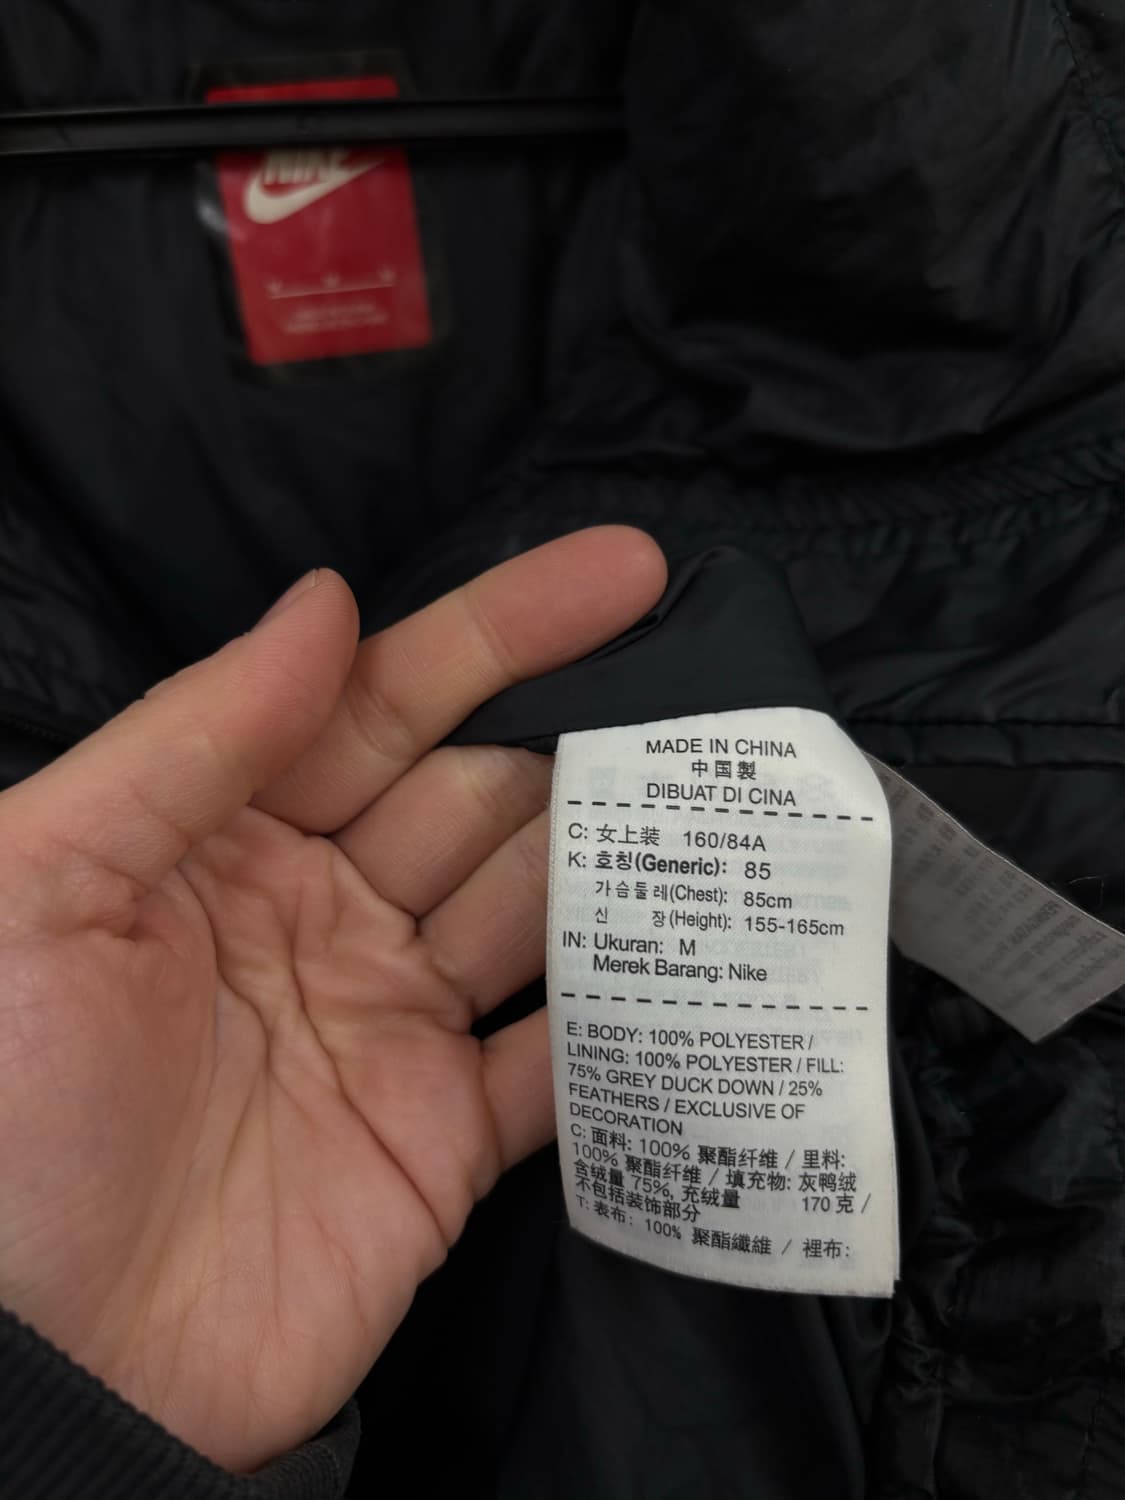 NIKE
MADE IN CHINA
中国製
DIBUAT DI CINA
C: 女上装 160/84A
K: 호칭(Generic): 85
가슴둘레(Chest): 85cm
신 장(Height): 155-165cm
IN: Ukuran: M
Merek Barang: Nike
E: BODY: 100% POLYESTER /
LINING: 100% POLYESTER / FILL:
75% GREY DUCK DOWN / 25%
FEATHERS / EXCLUSIVE OF
DECORATION
C: 面料: 100% 聚酯纤维 / 里料:
100% 聚酯纤维 / 填充物: 灰鸭绒
含绒量 75%, 充绒量 170 克 /
不包括装饰部分
T: 表布: 100% 聚酯纖維 / 裡布: